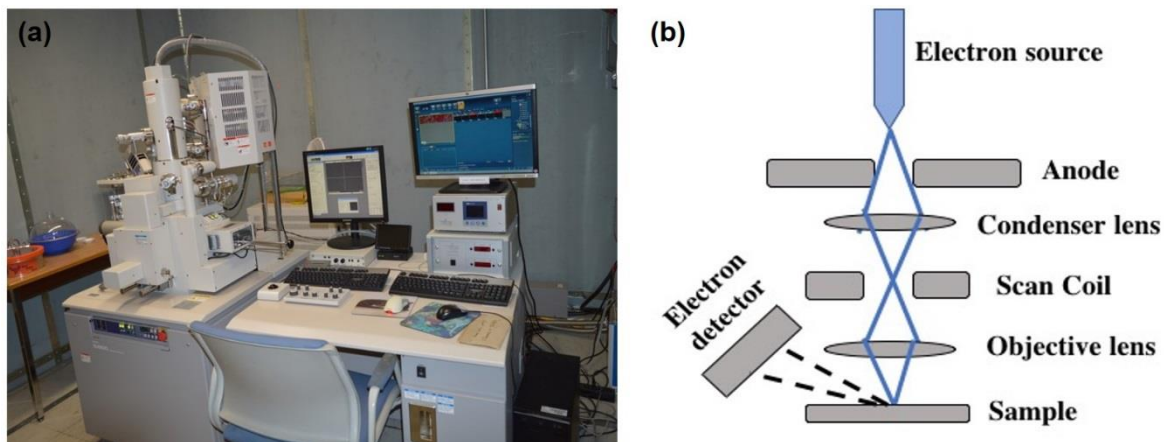 (a)
(b)
Electron source
Anode
Condenser lens
Scan Coil
Electron
detector
Objective lens
Sample